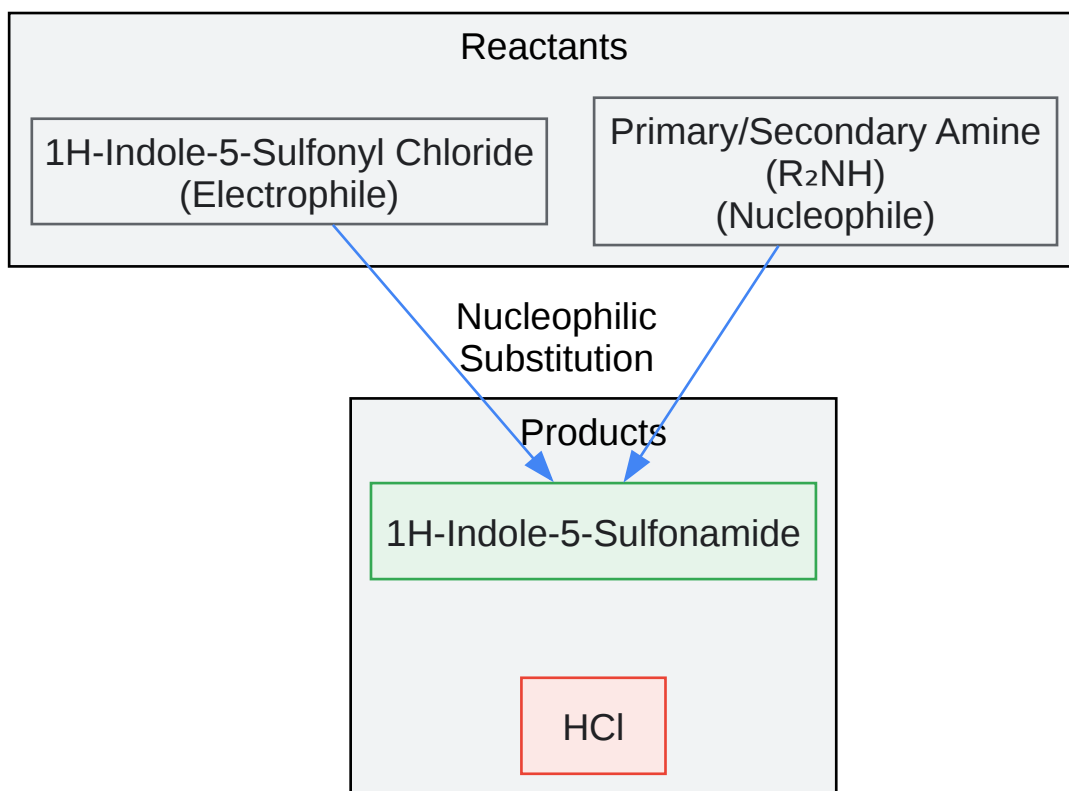 Reactants
1H-Indole-5-Sulfonyl Chloride
(Electrophile)
Primary/Secondary Amine
(R₂NH)
(Nucleophile)
Nucleophilic
Substitution
Products
1H-Indole-5-Sulfonamide
HCl